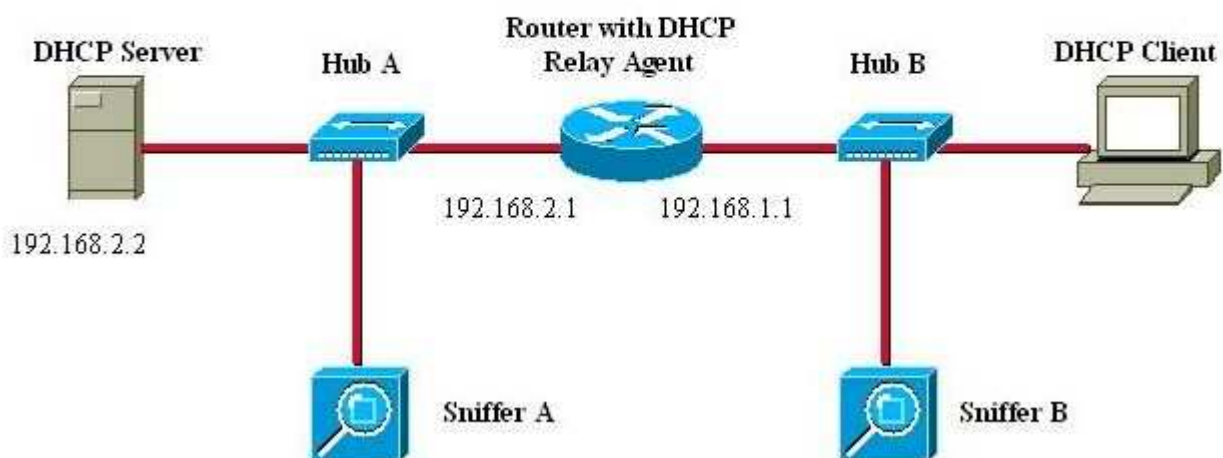 DHCP Server
Hub A
Router with DHCP
Relay Agent
Hub B
DHCP Client
192.168.2.2
192.168.2.1
192.168.1.1
Sniffer A
Sniffer B